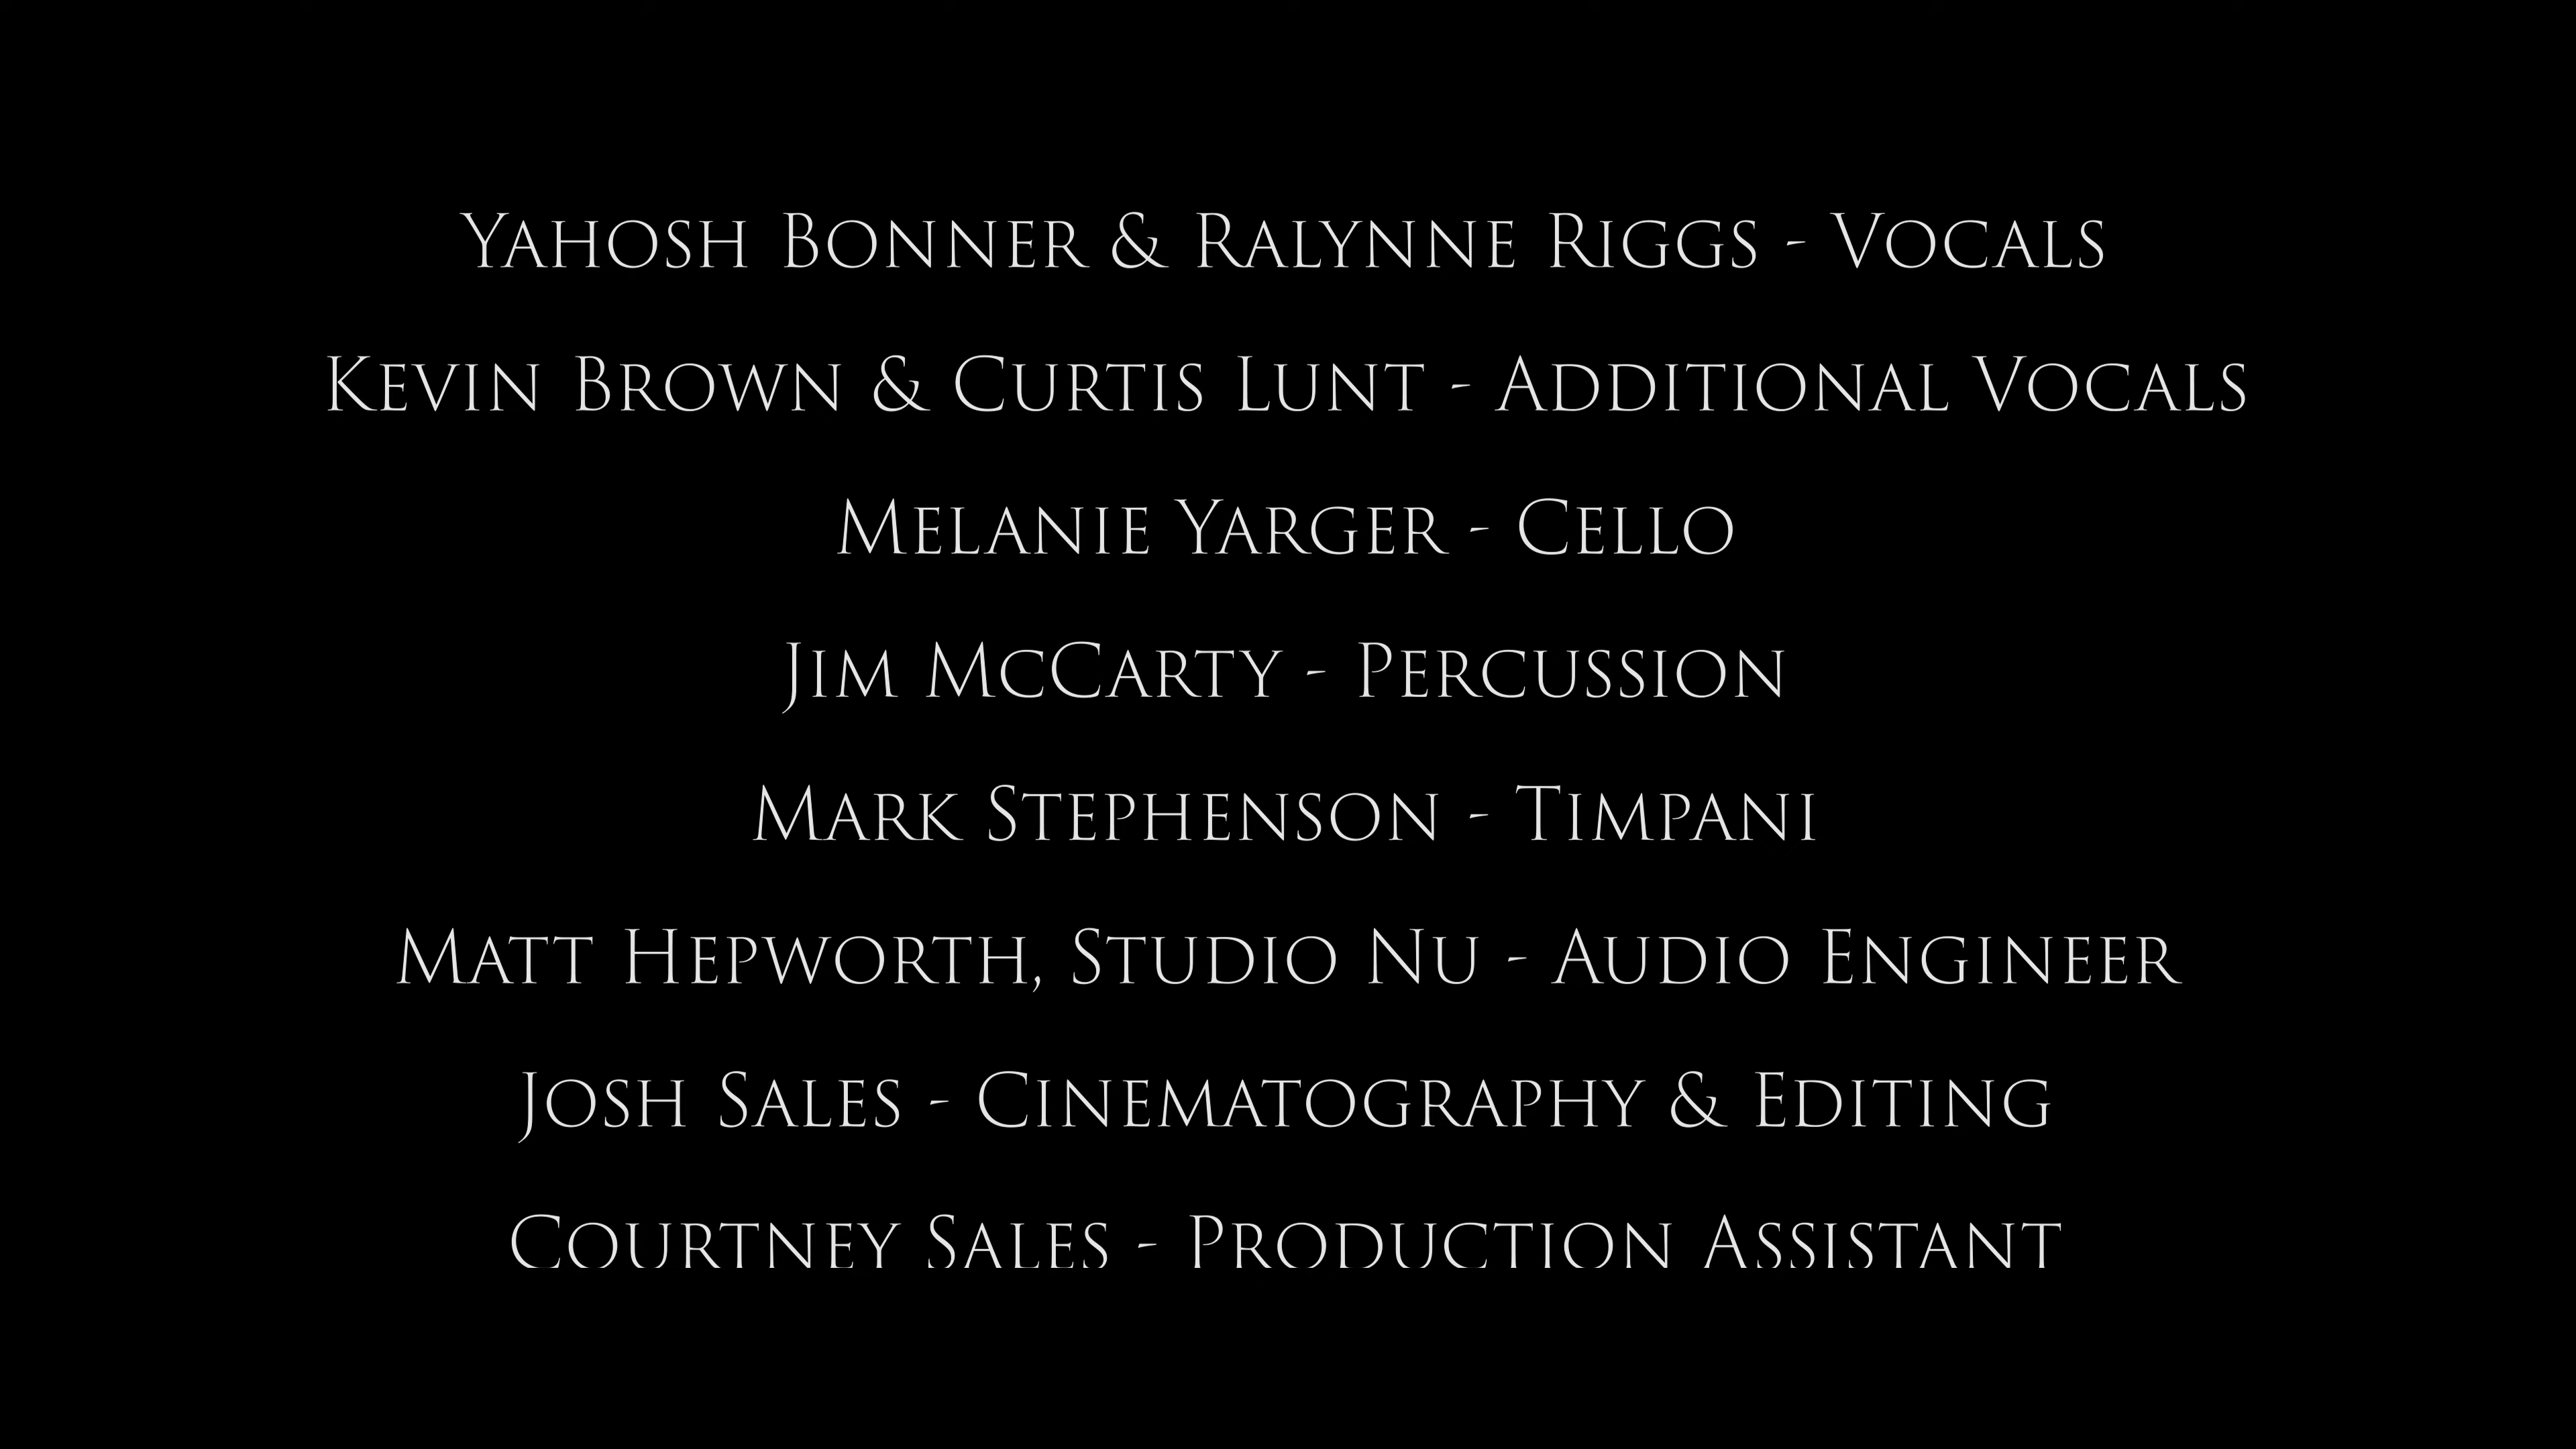 Yahosh Bonner & Ralynne Riggs - Vocals
Kevin Brown & Curtis Lunt - Additional Vocals
Melanie Yarger - Cello
Jim McCarty - Percussion
Mark Stephenson - Timpani
Matt Hepworth, Studio Nu - Audio Engineer
Josh Sales - Cinematography & Editing
Courtney Sales - Production Assistant